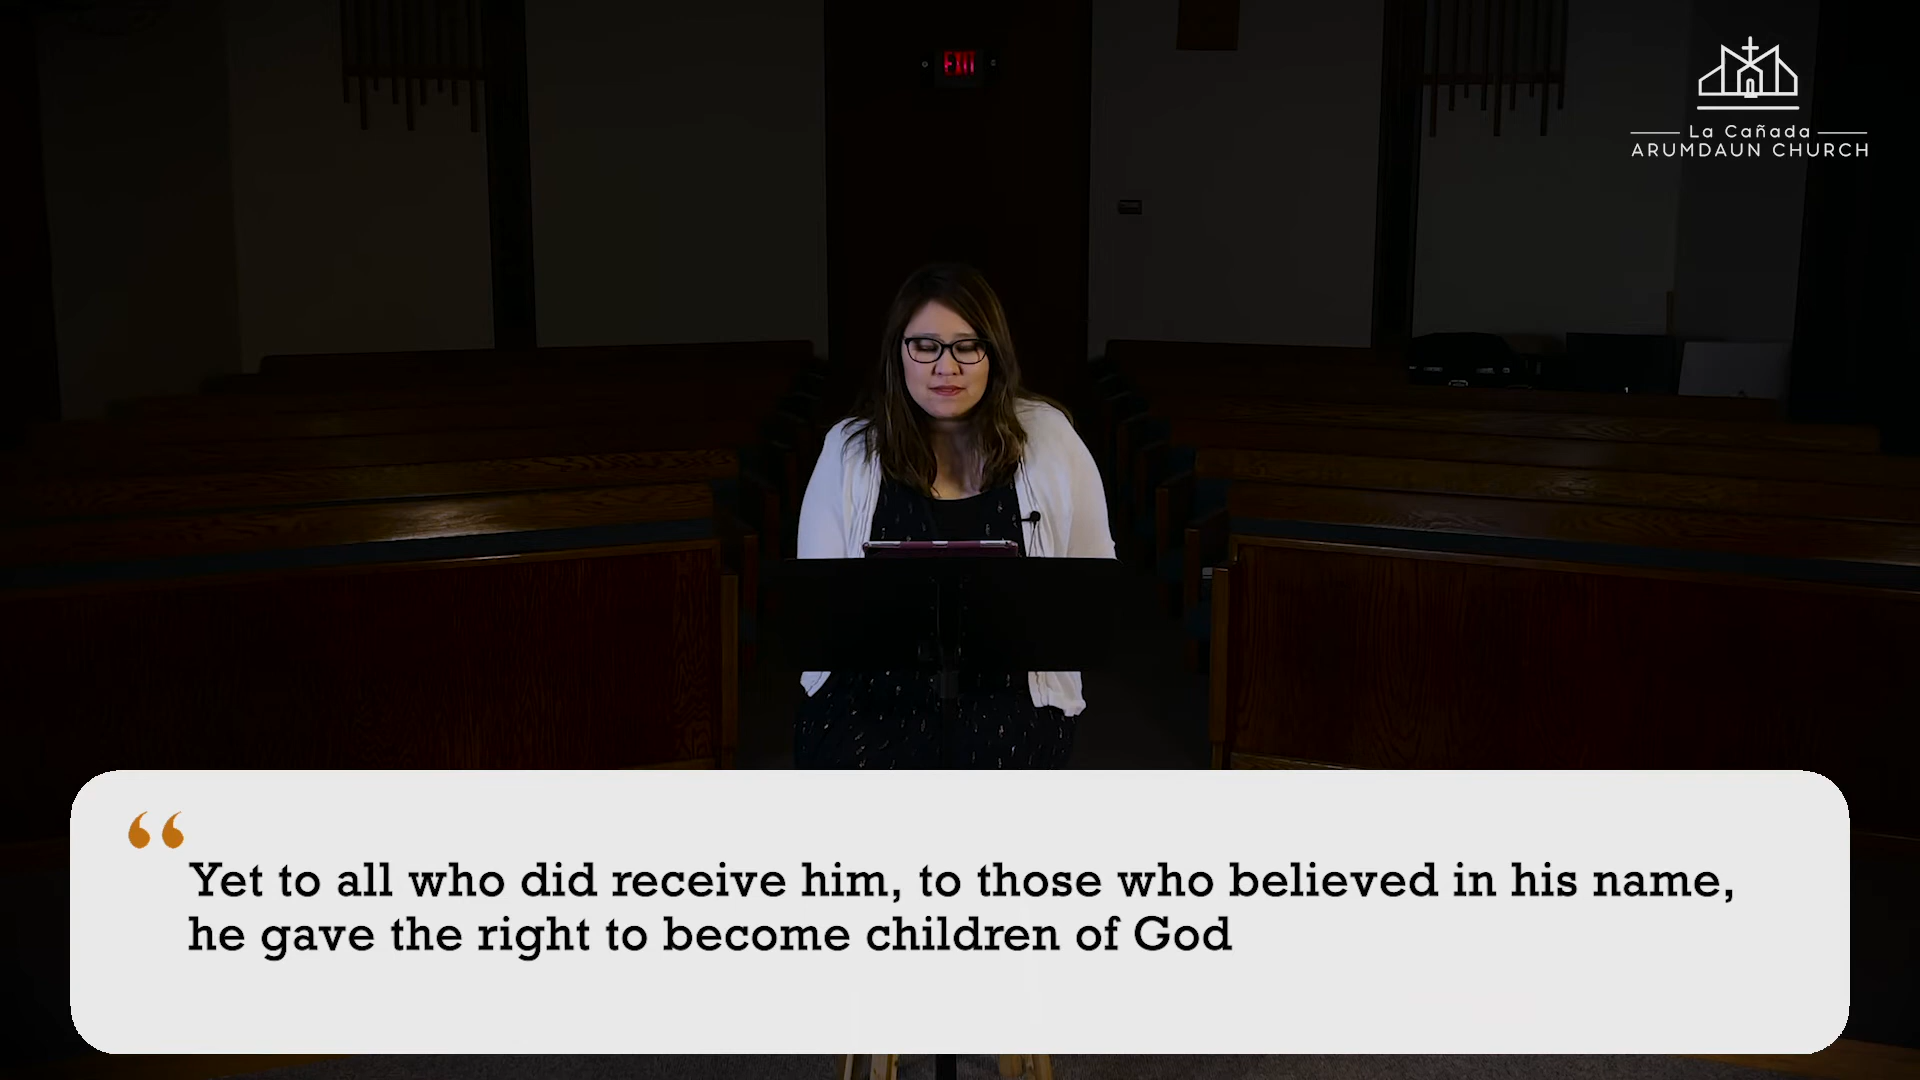 EXIT
La Cañada
ARUMDAUN CHURCH
“
Yet to all who did receive him, to those who believed in his name,
he gave the right to become children of God